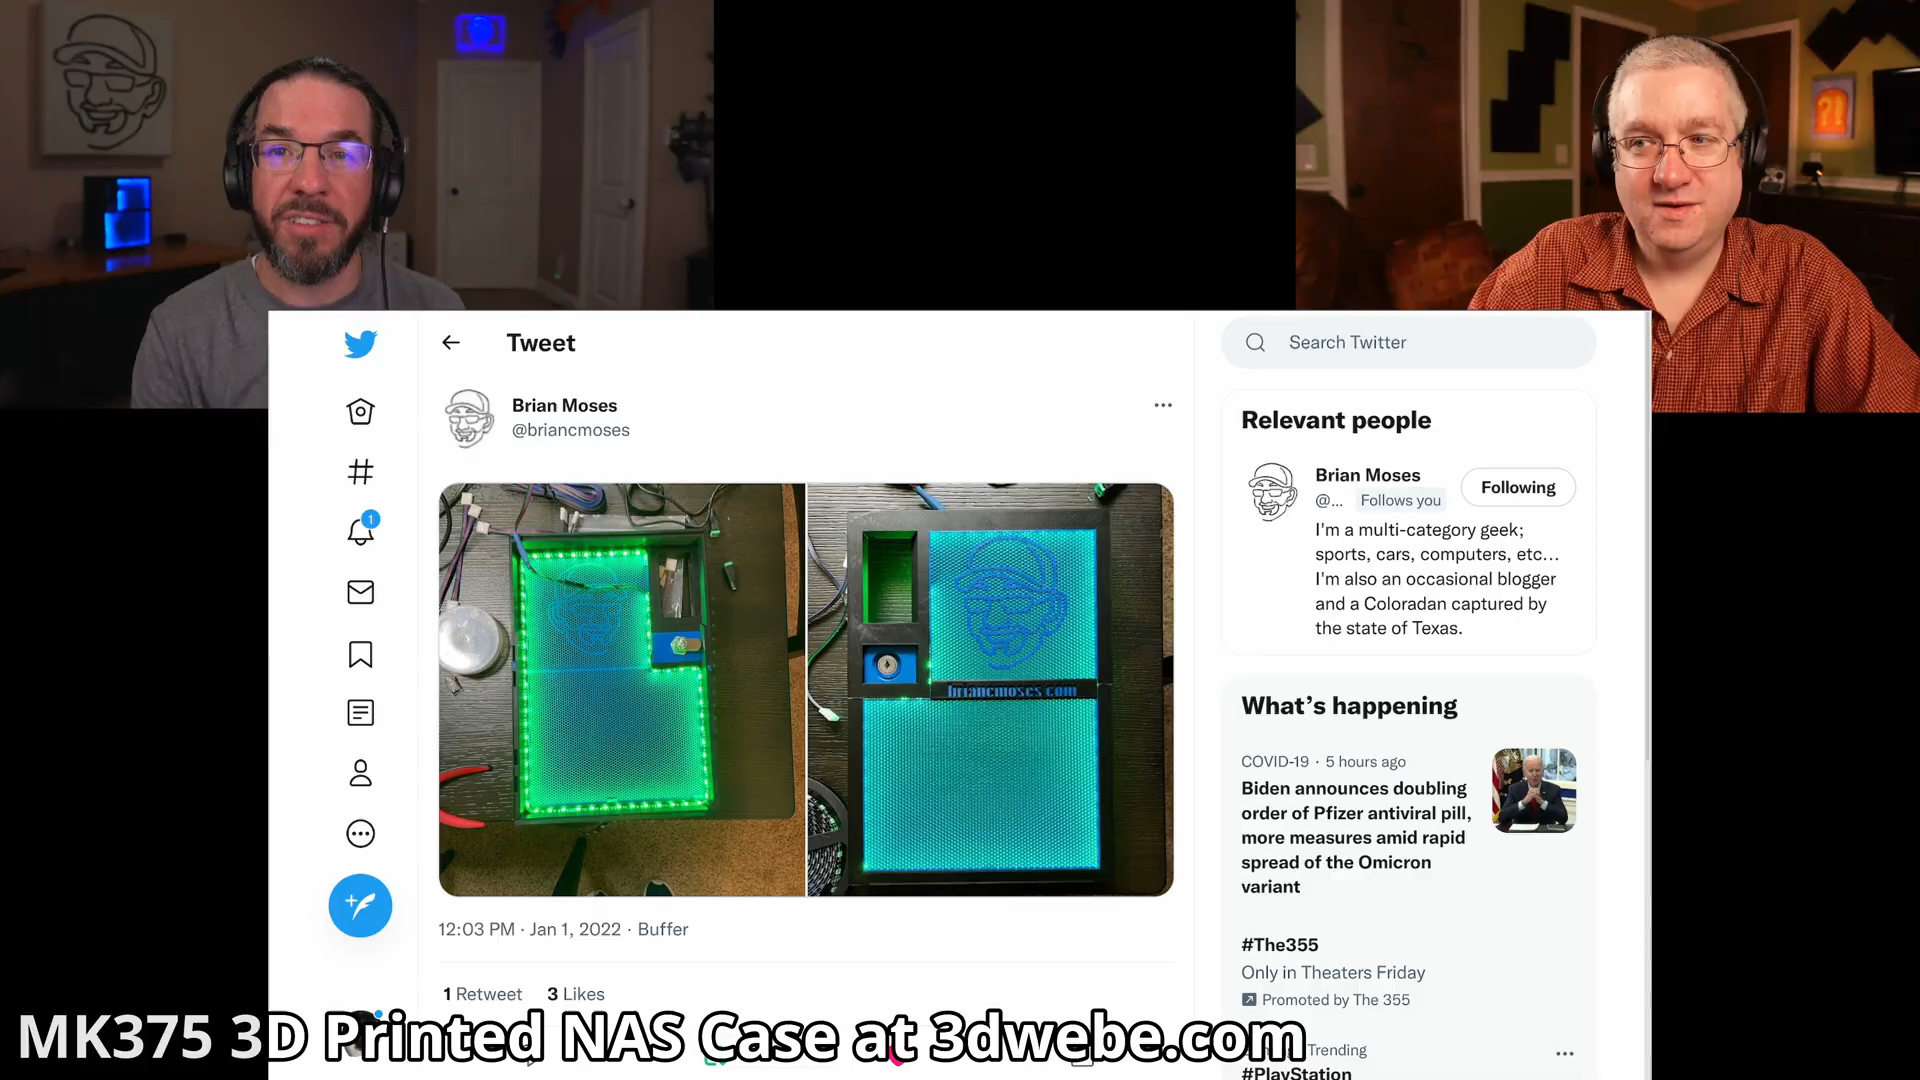 Tweet
Search Twitter
Brian Moses
@briancmoses
briancmoses.com
12:03 PM · Jan 1, 2022 · Buffer
1 Retweet 3 Likes
1
Relevant people
Brian Moses
@... Follows you
Following
I'm a multi-category geek;
sports, cars, computers, etc...
I'm also an occasional blogger
and a Coloradan captured by
the state of Texas.
What's happening
COVID-19 · 5 hours ago
Biden announces doubling
order of Pfizer antiviral pill,
more measures amid rapid
spread of the Omicron
variant
#The355
Only in Theaters Friday
Promoted by The 355
Trending
#PlayStation
MK375 3D Printed NAS Case at 3dwebe.com